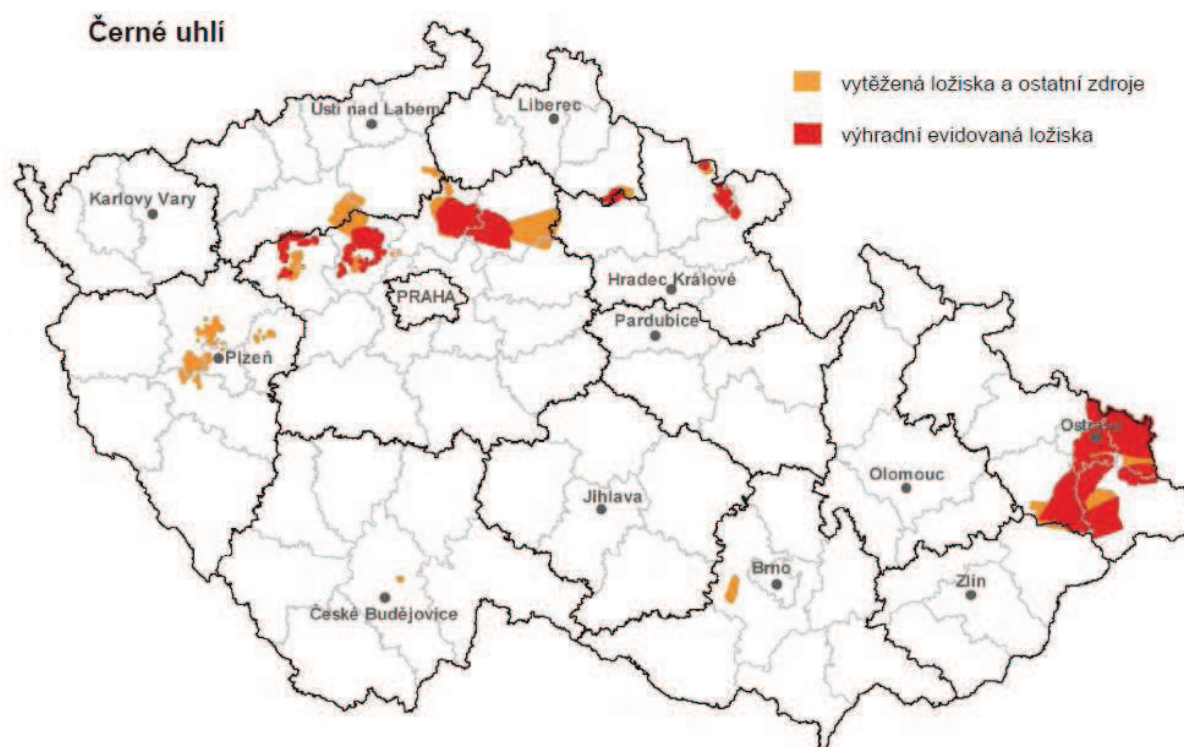 Černé uhlí
vytěžená ložiska a ostatní zdroje
výhradní evidovaná ložiska
Ústí nad Labem
Liberec
Karlovy Vary
PRAHA
Hradec Králové
Pardubice
Plzeň
Ostrava
Olomouc
Jihlava
Brno
Zlín
České Budějovice